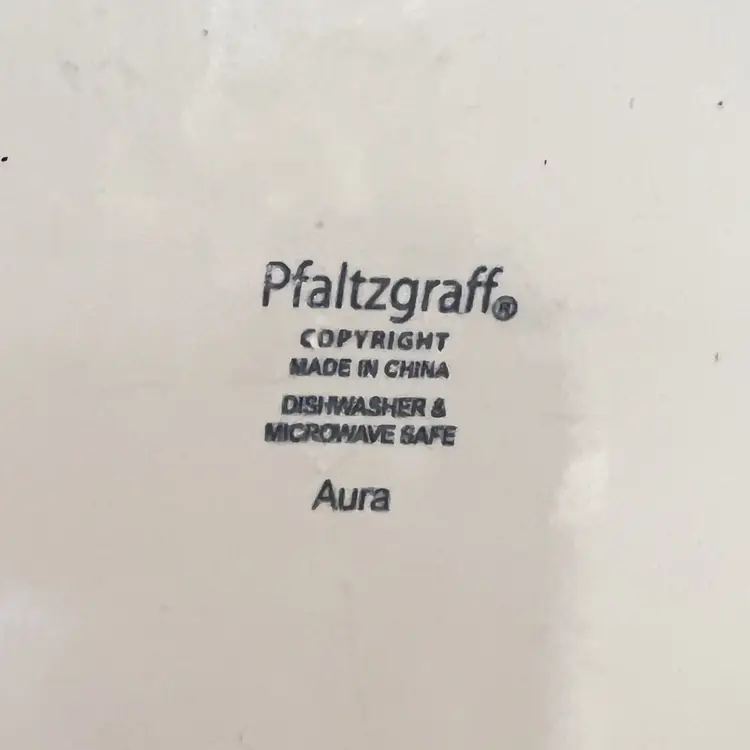 Pfaltzgraff®
COPYRIGHT
MADE IN CHINA
DISHWASHER &
MICROWAVE SAFE
Aura